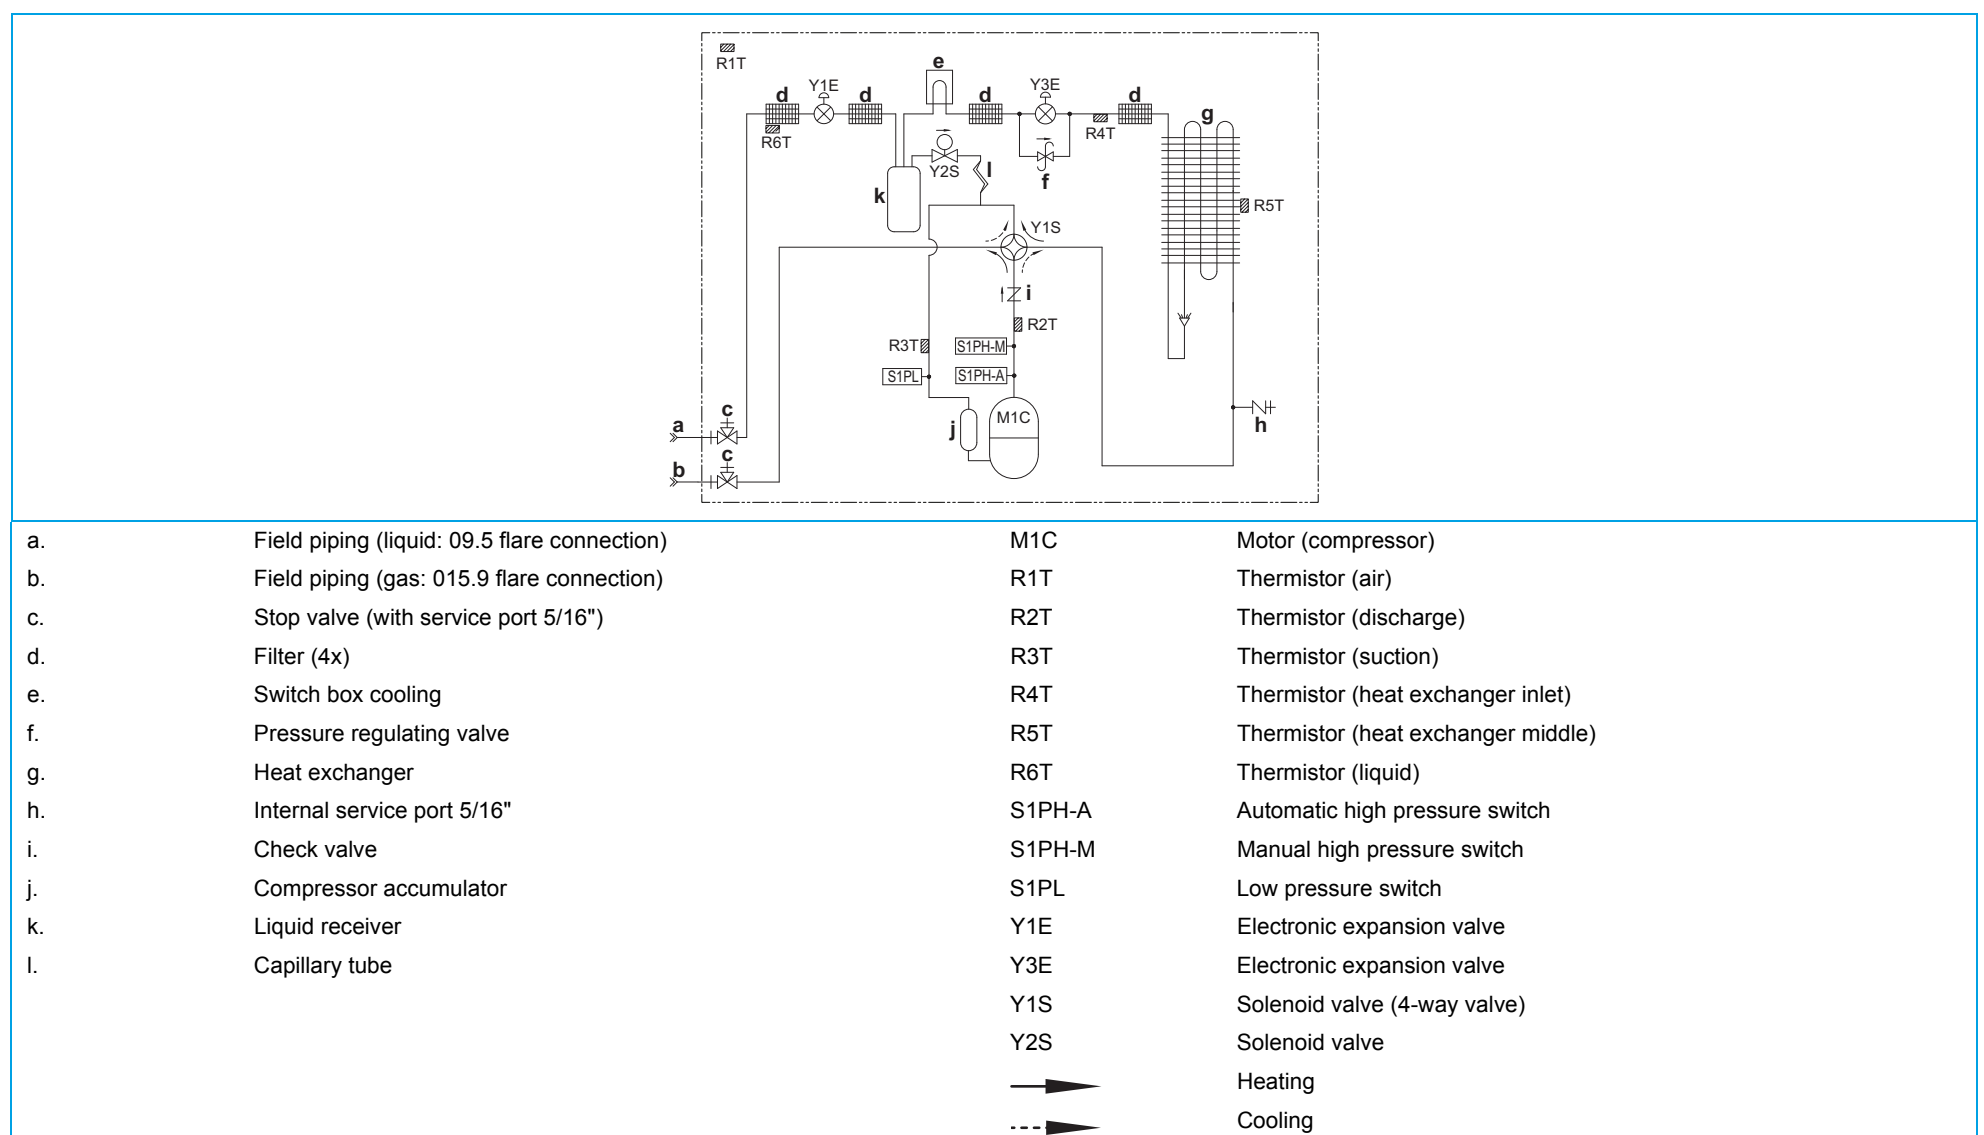 R1T
e
Y1E
Y3E
d
d
d
d
g
R6T
R4T
Y2S
l
f
k
R5T
Y1S
i
R2T
R3T
S1PH-M
S1PL
S1PH-A
c
M1C
a
j
h
c
b
a. Field piping (liquid: 09.5 flare connection) M1C Motor (compressor)
b. Field piping (gas: 015.9 flare connection) R1T Thermistor (air)
c. Stop valve (with service port 5/16") R2T Thermistor (discharge)
d. Filter (4x) R3T Thermistor (suction)
e. Switch box cooling R4T Thermistor (heat exchanger inlet)
f. Pressure regulating valve R5T Thermistor (heat exchanger middle)
g. Heat exchanger R6T Thermistor (liquid)
h. Internal service port 5/16" S1PH-A Automatic high pressure switch
i. Check valve S1PH-M Manual high pressure switch
j. Compressor accumulator S1PL Low pressure switch
k. Liquid receiver Y1E Electronic expansion valve
l. Capillary tube Y3E Electronic expansion valve
Y1S Solenoid valve (4-way valve)
Y2S Solenoid valve
Heating
Cooling